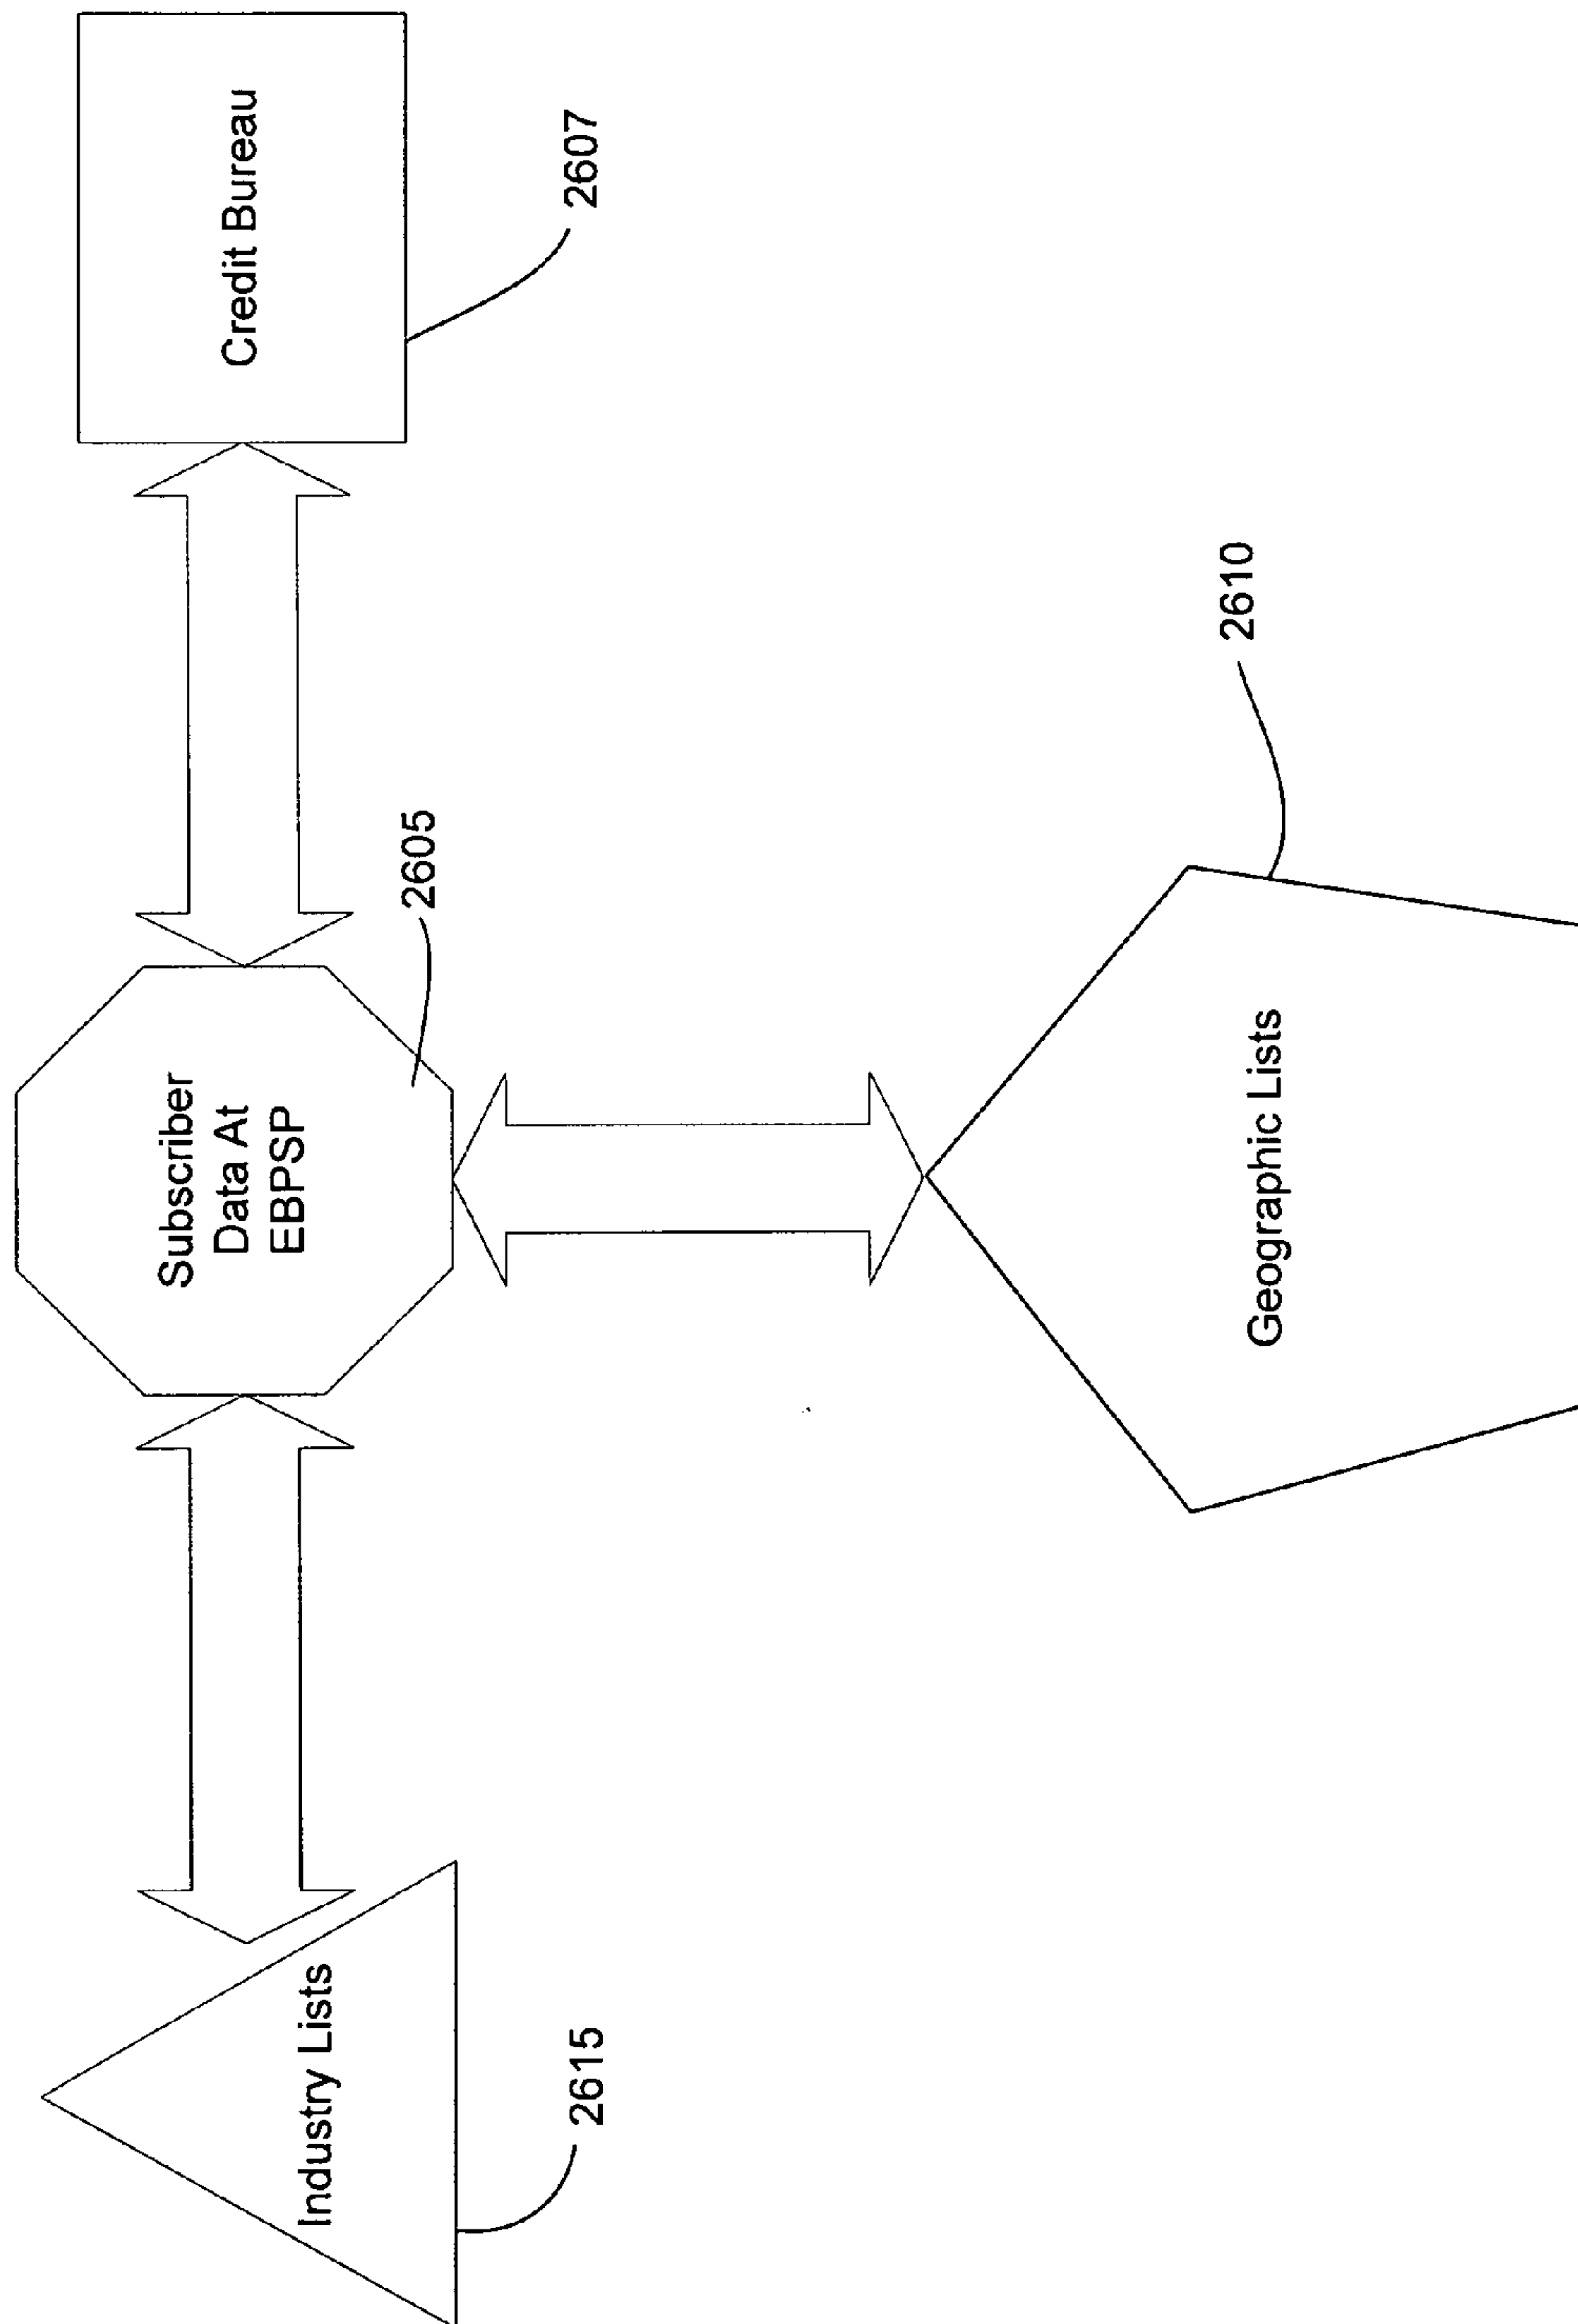 Industry Lists
2615
Subscriber
Data At
EBPSP
2605
Credit Bureau
2607
Geographic Lists
2610